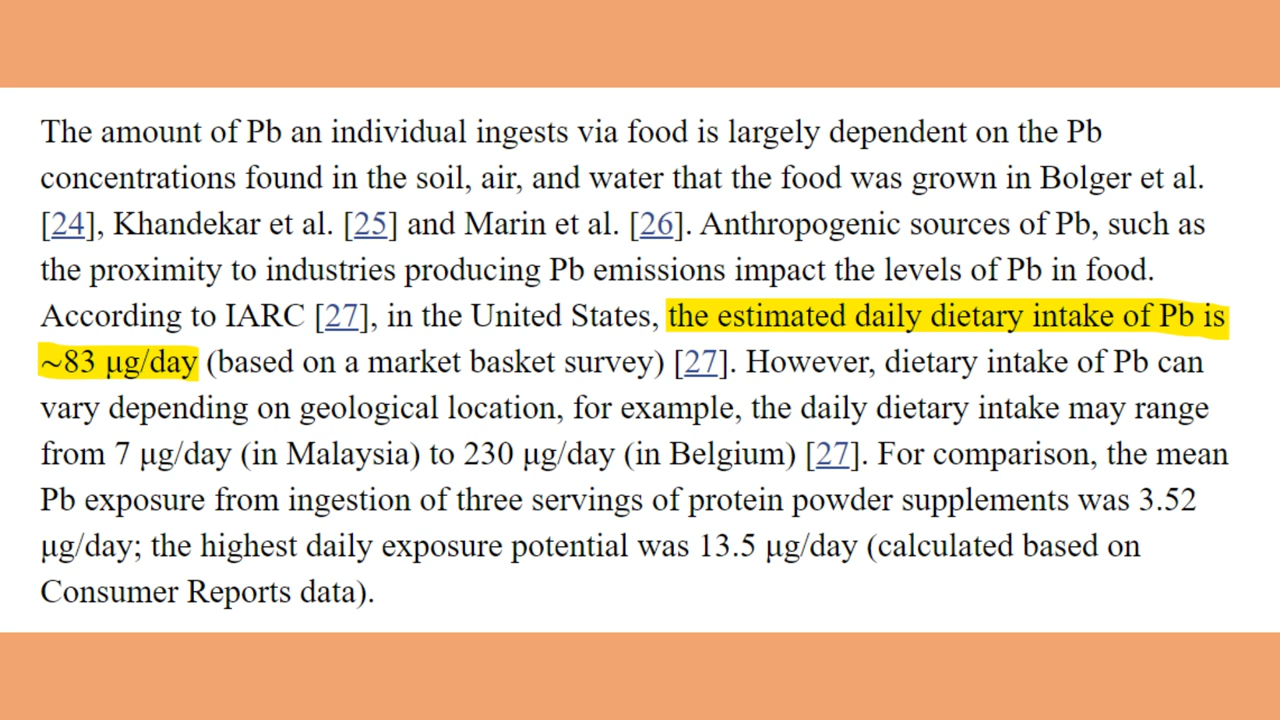 The amount of Pb an individual ingests via food is largely dependent on the Pb
concentrations found in the soil, air, and water that the food was grown in Bolger et al.
[24], Khandekar et al. [25] and Marin et al. [26]. Anthropogenic sources of Pb, such as
the proximity to industries producing Pb emissions impact the levels of Pb in food.
According to IARC [27], in the United States, the estimated daily dietary intake of Pb is
~83 μg/day (based on a market basket survey) [27]. However, dietary intake of Pb can
vary depending on geological location, for example, the daily dietary intake may range
from 7 μg/day (in Malaysia) to 230 μg/day (in Belgium) [27]. For comparison, the mean
Pb exposure from ingestion of three servings of protein powder supplements was 3.52
μg/day; the highest daily exposure potential was 13.5 μg/day (calculated based on
Consumer Reports data).